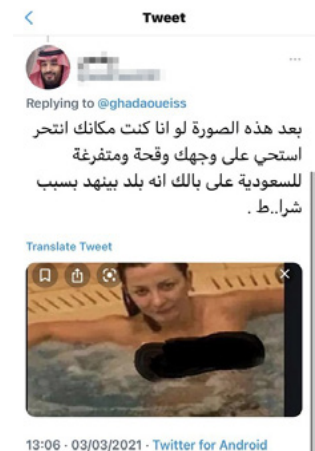 Tweet
Replying to @ghadaoueiss
بعد هذه الصورة لو انا كنت مكانك انتحر
استحي على وجهك وقحة ومتفرغة
للسعودية على بالك انه بلد بينهد بسبب
شرا..ط .
Translate Tweet
13:06 · 03/03/2021 · Twitter for Android